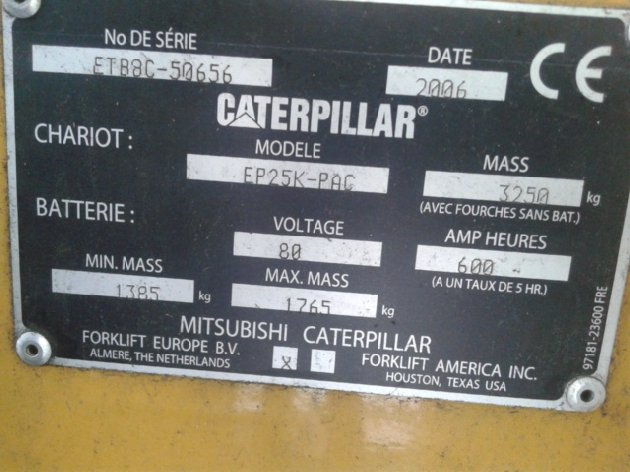 No DE SÉRIE
ETB8C-50656
DATE
2006
CE
CATERPILLAR®
CHARIOT:
MODELE
EP25K-PAC
MASS
3250 kg
(AVEC FOURCHES SANS BAT.)
BATTERIE:
VOLTAGE
80
AMP HEURES
600
(A UN TAUX DE 5 HR.)
MIN. MASS
1385 kg
MAX. MASS
1765 kg
MITSUBISHI CATERPILLAR
FORKLIFT EUROPE B.V.
ALMERE, THE NETHERLANDS
X
FORKLIFT AMERICA INC.
HOUSTON, TEXAS USA
97181-23600 FRE